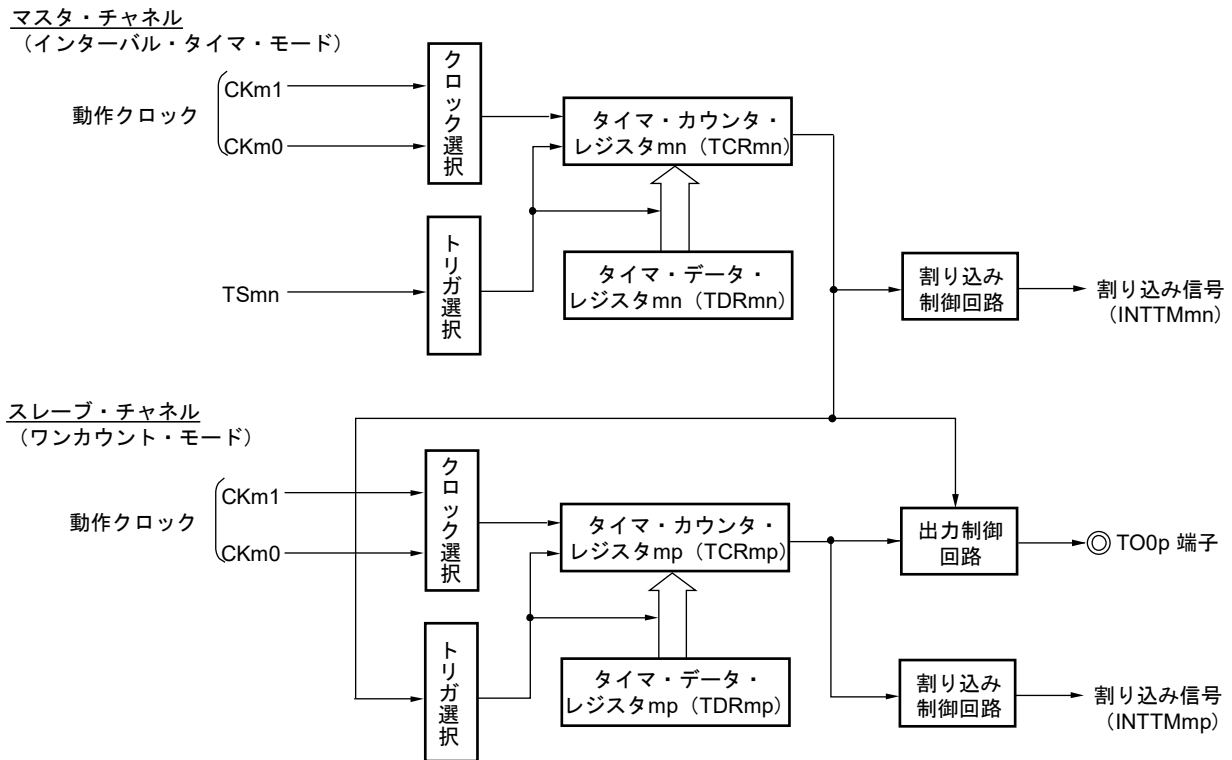 マスタ・チャネル
（インターバル・タイマ・モード）
動作クロック
CKm1
CKm0
クロック選択
タイマ・カウンタ・
レジスタmn（TCRmn）
TSmn
トリガ選択
タイマ・データ・
レジスタmn（TDRmn）
割り込み
制御回路
割り込み信号
（INTTMmn）
スレーブ・チャネル
（ワンカウント・モード）
動作クロック
CKm1
CKm0
クロック選択
タイマ・カウンタ・
レジスタmp（TCRmp）
出力制御
回路
TO0p 端子
トリガ選択
タイマ・データ・
レジスタmp（TDRmp）
割り込み
制御回路
割り込み信号
（INTTMmp）